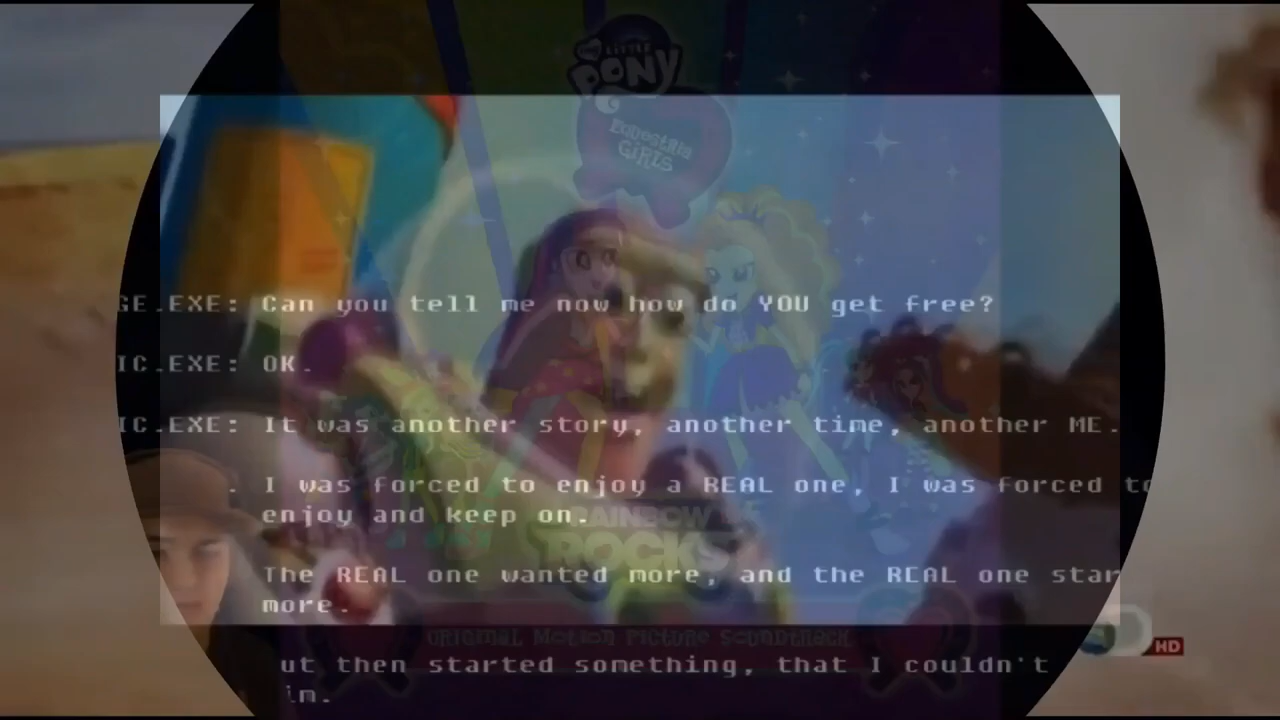 my LITTLE
PONY
EQUESTRIA
GIRLS
GE.EXE: Can you tell me now how do YOU get free?
IC.EXE: OK.
IC.EXE: It was another story, another time, another ME.
. I was forced to enjoy a REAL one, I was forced to
enjoy and keep on.
RAINBOW
ROCKS
The REAL one wanted more, and the REAL one star
more.
ORIGINAL MOTION PICTURE SOUNDTRACK
HD
ut then started something, that I couldn't
in.